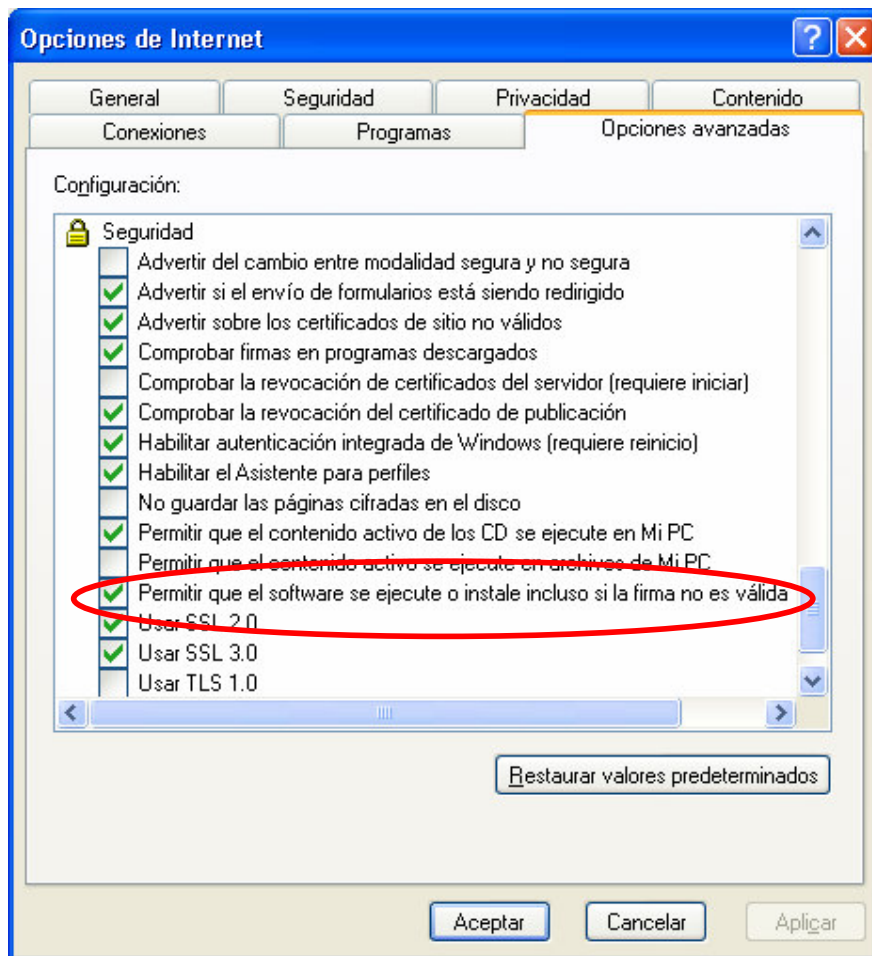 Opciones de Internet
General Seguridad Privacidad Contenido
Conexiones Programas Opciones avanzadas
Configuración:
Seguridad
Advertir del cambio entre modalidad segura y no segura
Advertir si el envío de formularios está siendo redirigido
Advertir sobre los certificados de sitio no válidos
Comprobar firmas en programas descargados
Comprobar la revocación de certificados del servidor (requiere iniciar)
Comprobar la revocación del certificado de publicación
Habilitar autenticación integrada de Windows (requiere reinicio)
Habilitar el Asistente para perfiles
No guardar las páginas cifradas en el disco
Permitir que el contenido activo de los CD se ejecute en Mi PC
Permitir que el contenido activo se ejecute en archivos de Mi PC
Permitir que el software se ejecute o instale incluso si la firma no es válida
Usar SSL 2.0
Usar SSL 3.0
Usar TLS 1.0
Restaurar valores predeterminados
Aceptar Cancelar Aplicar